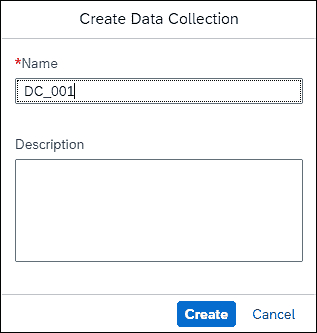 Create Data Collection
*Name
DC_001
Description
Create Cancel